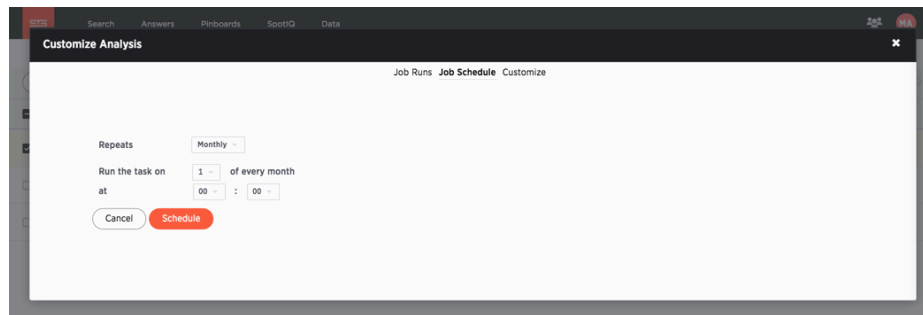 Search Answers Pinboards SpotIQ Data MA
Customize Analysis
Job Runs Job Schedule Customize
Repeats Monthly
Run the task on 1 of every month
at 00 : 00
Cancel Schedule